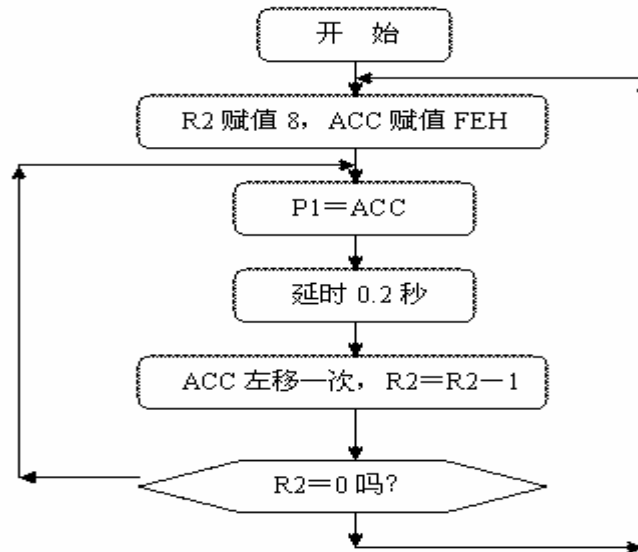 开 始
R2 赋值 8，ACC 赋值 FEH
P1＝ACC
延时 0.2 秒
ACC 左移一次，R2＝R2－1
R2＝0 吗？